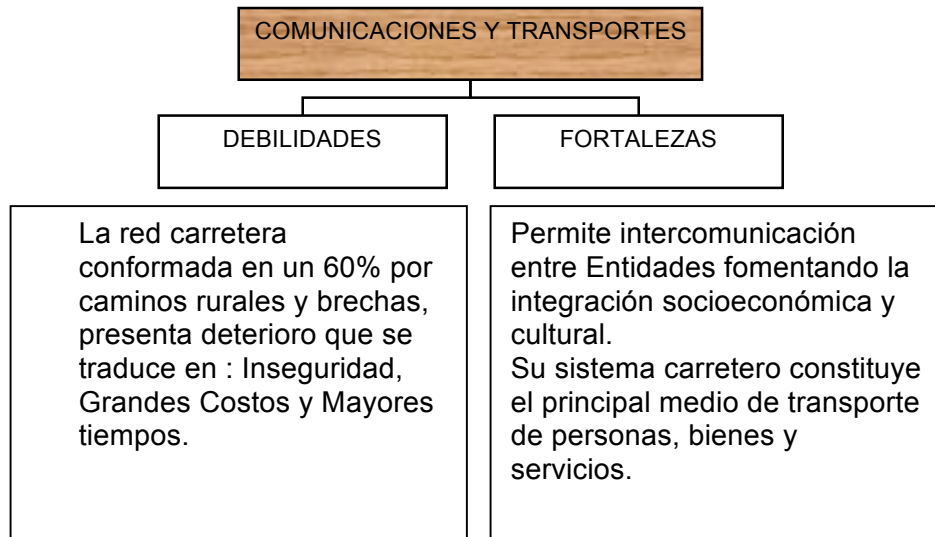 COMUNICACIONES Y TRANSPORTES
DEBILIDADES
FORTALEZAS
La red carretera
conformada en un 60% por
caminos rurales y brechas,
presenta deterioro que se
traduce en : Inseguridad,
Grandes Costos y Mayores
tiempos.
Permite intercomunicación
entre Entidades fomentando la
integración socioeconómica y
cultural.
Su sistema carretero constituye
el principal medio de transporte
de personas, bienes y
servicios.